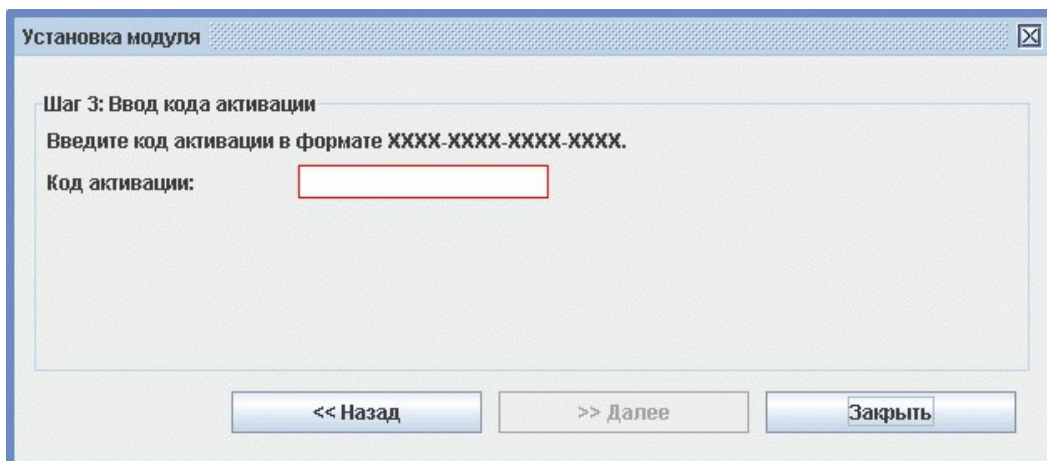 Установка модуля
Шаг 3: Ввод кода активации
Введите код активации в формате XXXX-XXXX-XXXX-XXXX.
Код активации:
<< Назад
>> Далее
Закрыть